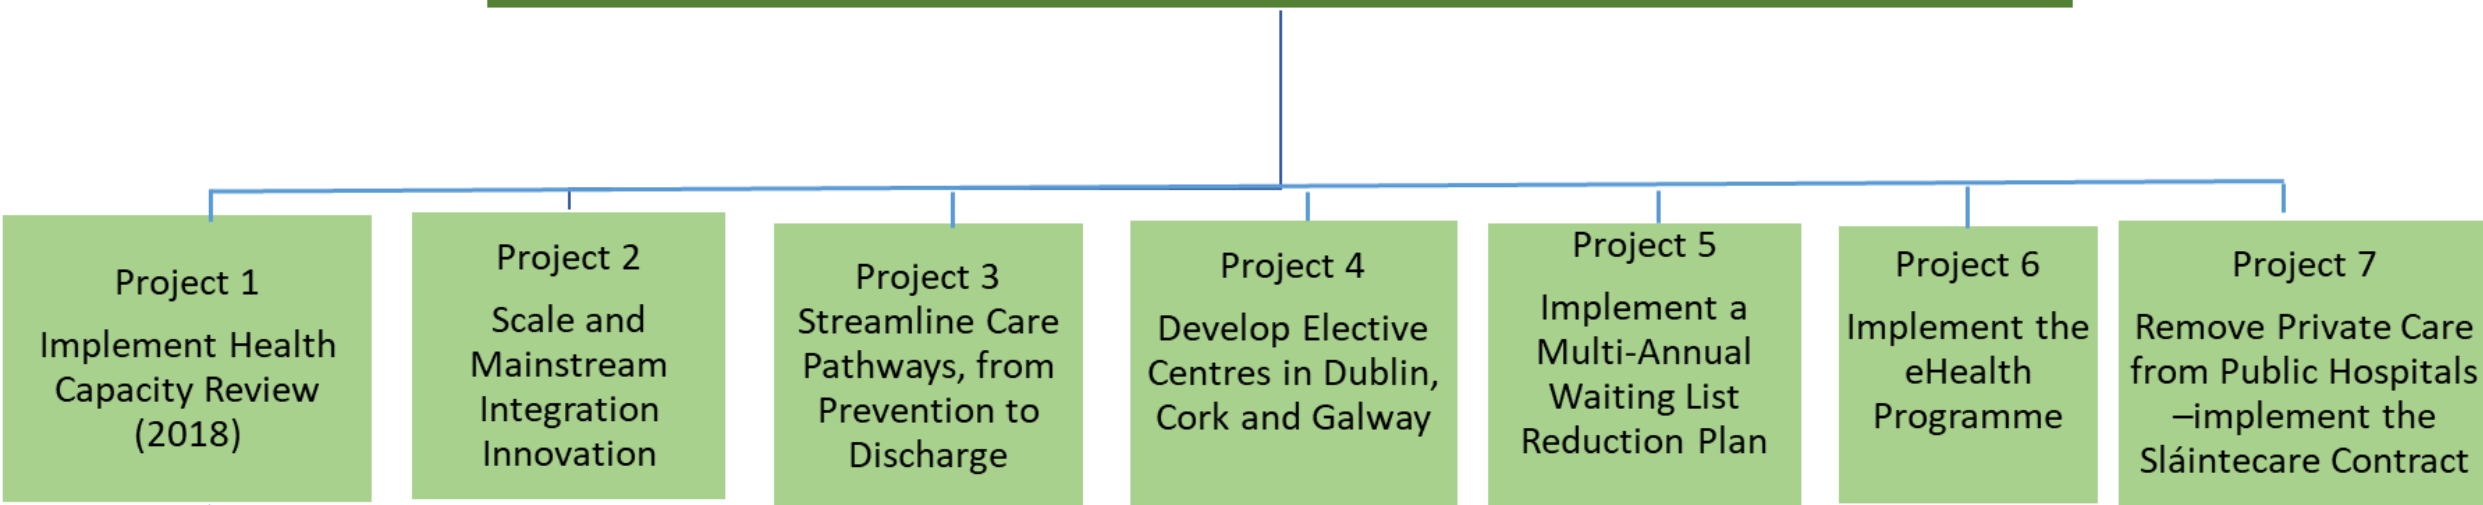 Project 1
Implement Health
Capacity Review
(2018)
Project 2
Scale and
Mainstream
Integration
Innovation
Project 3
Streamline Care
Pathways, from
Prevention to
Discharge
Project 4
Develop Elective
Centres in Dublin,
Cork and Galway
Project 5
Implement a
Multi-Annual
Waiting List
Reduction Plan
Project 6
Implement the
eHealth
Programme
Project 7
Remove Private Care
from Public Hospitals
–implement the
Sláintecare Contract